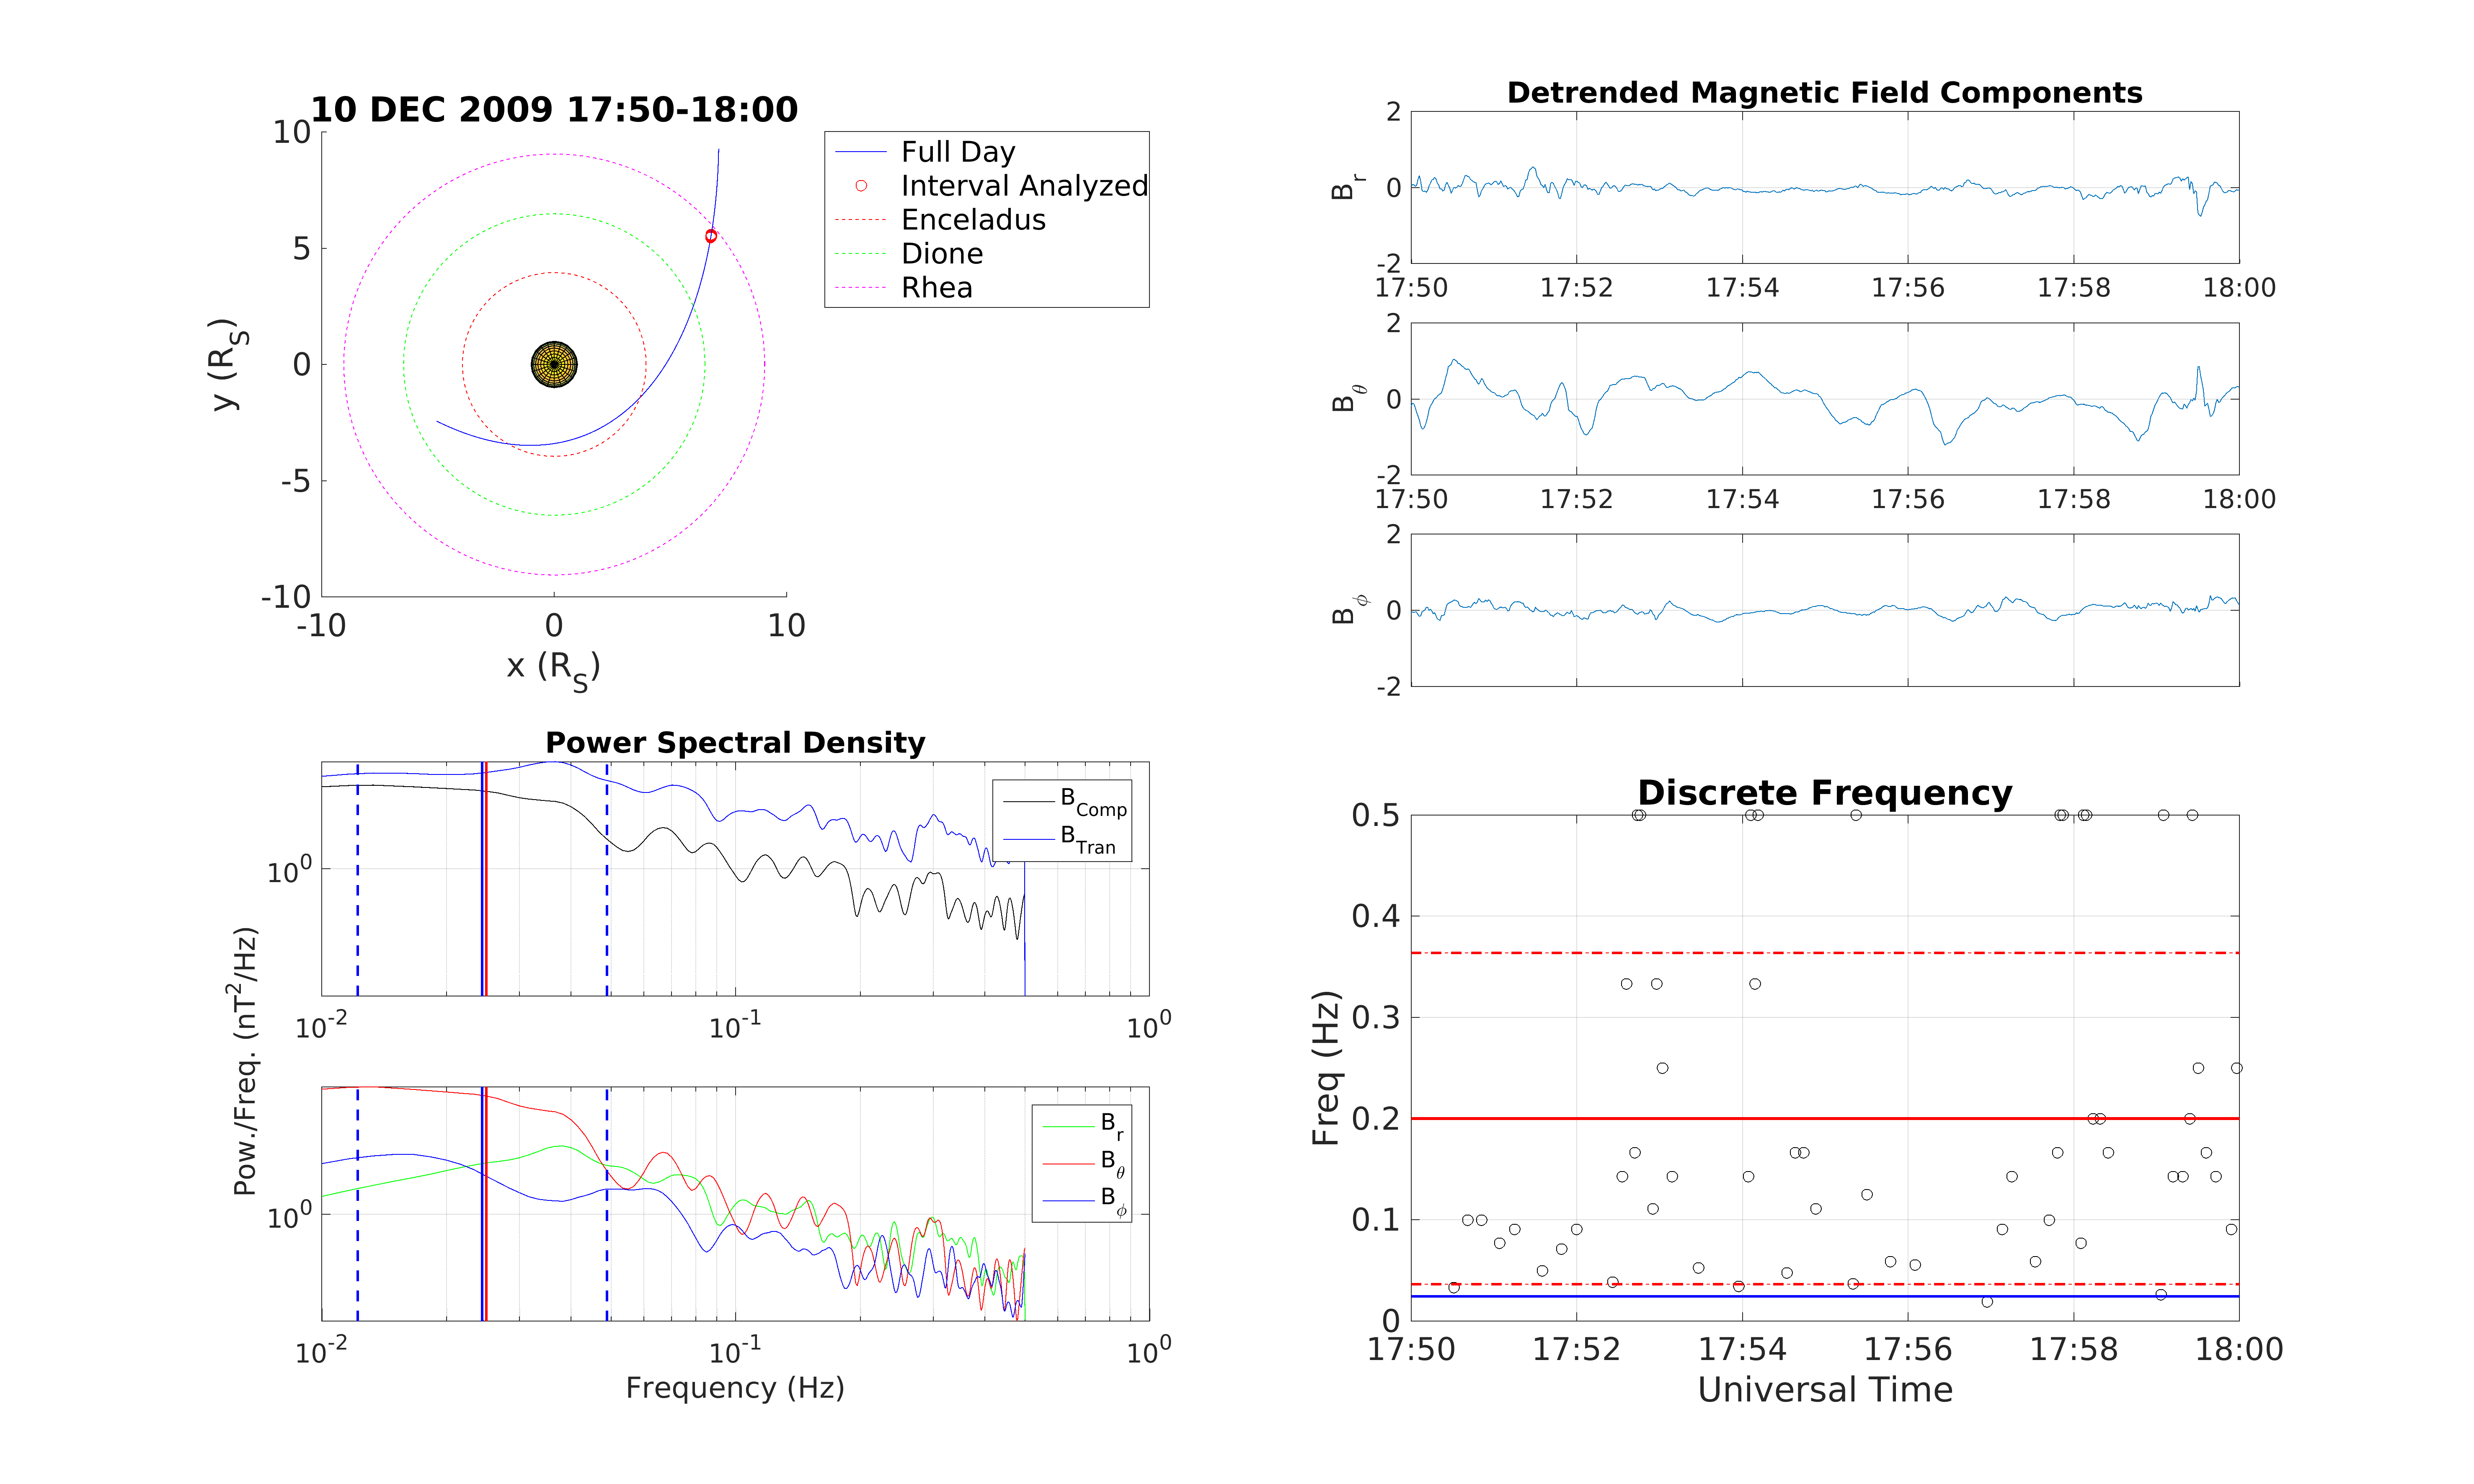 10 DEC 2009 17:50-18:00
10
5
0
-5
-10
-10
0
10
y (R_S)
x (R_S)
Full Day
Interval Analyzed
Enceladus
Dione
Rhea
Detrended Magnetic Field Components
2
0
-2
B_r
17:50
17:52
17:54
17:56
17:58
18:00
2
0
-2
B_θ
17:50
17:52
17:54
17:56
17:58
18:00
2
0
-2
B_ϕ
Power Spectral Density
10^0
B_Comp
B_Tran
10^-2
10^-1
10^0
Pow./Freq. (nT^2/Hz)
10^0
B_r
B_θ
B_ϕ
10^-2
10^-1
10^0
Frequency (Hz)
Discrete Frequency
0.5
0.4
0.3
0.2
0.1
0
Freq (Hz)
17:50
17:52
17:54
17:56
17:58
18:00
Universal Time